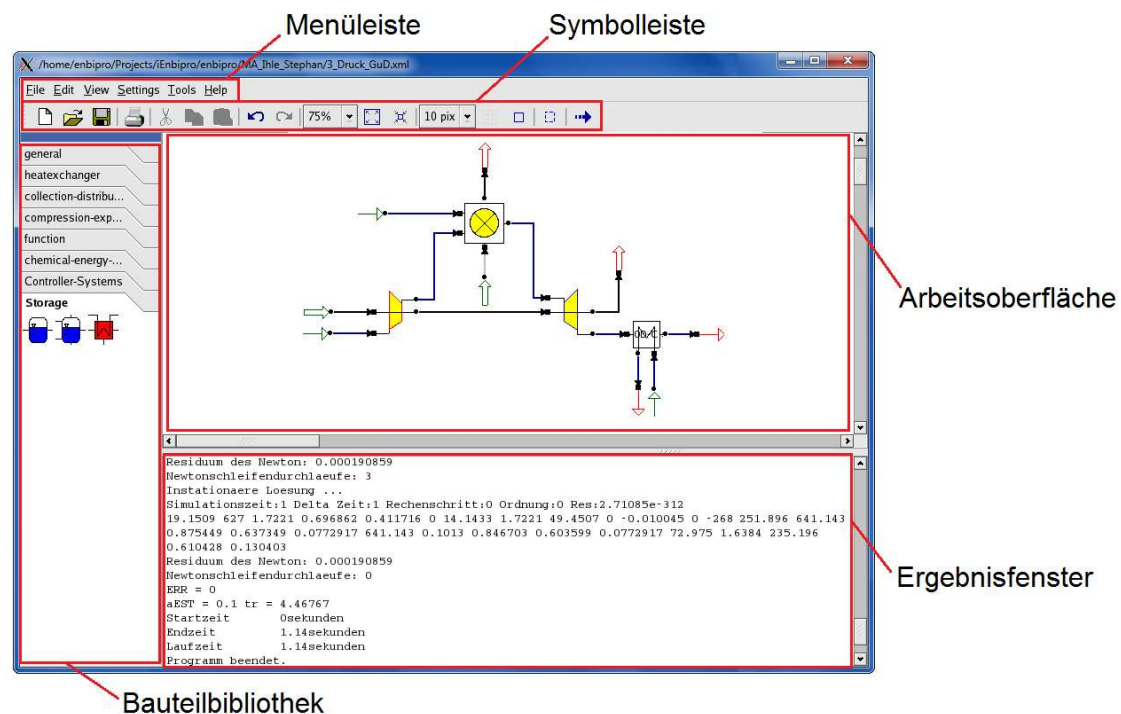 Menüleiste
Symbolleiste
/home/enbipro/Projects/iEnbipro/enbipro/MA_Ihle_Stephan/3_Druck_GuD.xml
File Edit View Settings Tools Help
75% 10 pix
general
heatexchanger
collection-distribu...
compression-exp...
function
chemical-energy-...
Controller-Systems
Storage
Arbeitsoberfläche
Residuum des Newton: 0.000190859
Newtonschleifendurchlaeufe: 3
Instationaere Loesung ...
Simulationszeit:1 Delta Zeit:1 Rechenschritt:0 Ordnung:0 Res:2.71085e-312
19.1509 627 1.7221 0.696862 0.411716 0 14.1433 1.7221 49.4507 0 -0.010045 0 -268 251.896 641.143
0.875449 0.637349 0.0772917 641.143 0.1013 0.846703 0.603599 0.0772917 72.975 1.6384 235.196
0.610428 0.130403
Residuum des Newton: 0.000190859
Newtonschleifendurchlaeufe: 0
ERR = 0
aEST = 0.1 tr = 4.46767
Startzeit 0sekunden
Endzeit 1.14sekunden
Laufzeit 1.14sekunden
Programm beendet.
Ergebnisfenster
Bauteilbibliothek